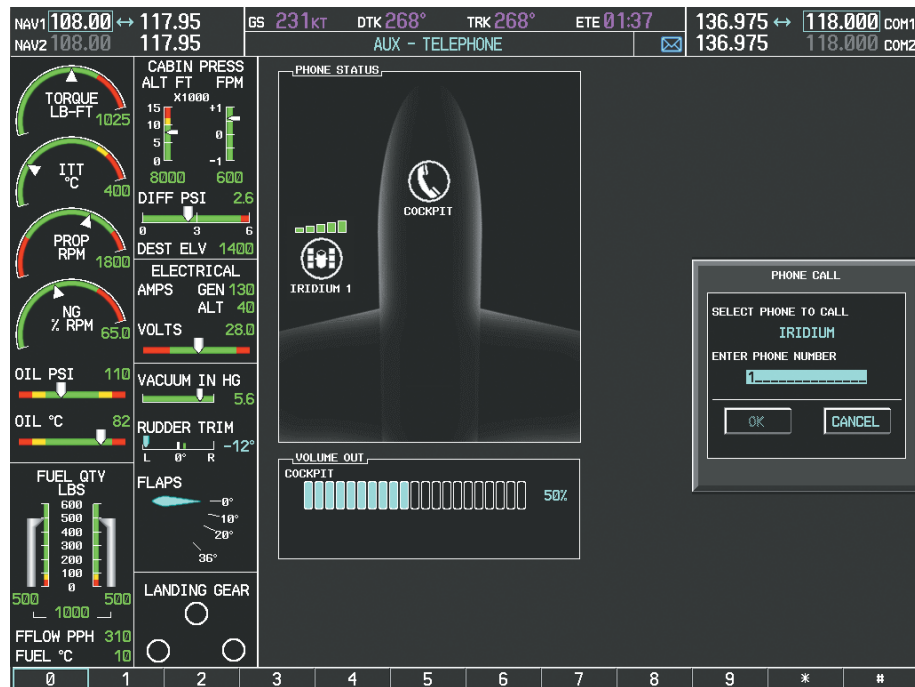 NAV1 108.00 ↔ 117.95
NAV2 108.00 117.95
GS 231KT DTK 268° TRK 268° ETE 01:37
AUX - TELEPHONE
136.975 ↔ 118.000 COM1
136.975 118.000 COM2
TORQUE
LB-FT
1025
ITT
°C
400
PROP
RPM
1800
NG
% RPM
65.0
OIL PSI 110
OIL °C 82
FUEL QTY
LBS
600
500
400
300
200
100
0
500 500
1000
FFLOW PPH 310
FUEL °C 10
CABIN PRESS
ALT FT FPM
X1000
15 +1
10 0
5
0 -1
8000 600
DIFF PSI 2.6
0 3 6
DEST ELV 1400
ELECTRICAL
AMPS GEN 130
ALT 40
VOLTS 28.0
VACUUM IN HG
5.6
RUDDER TRIM
-12°
L 0° R
FLAPS
0°
10°
20°
36°
LANDING GEAR
PHONE STATUS
COCKPIT
IRIDIUM 1
VOLUME OUT
COCKPIT
50%
PHONE CALL
SELECT PHONE TO CALL
IRIDIUM
ENTER PHONE NUMBER
1______________
OK CANCEL
0 1 2 3 4 5 6 7 8 9 * #